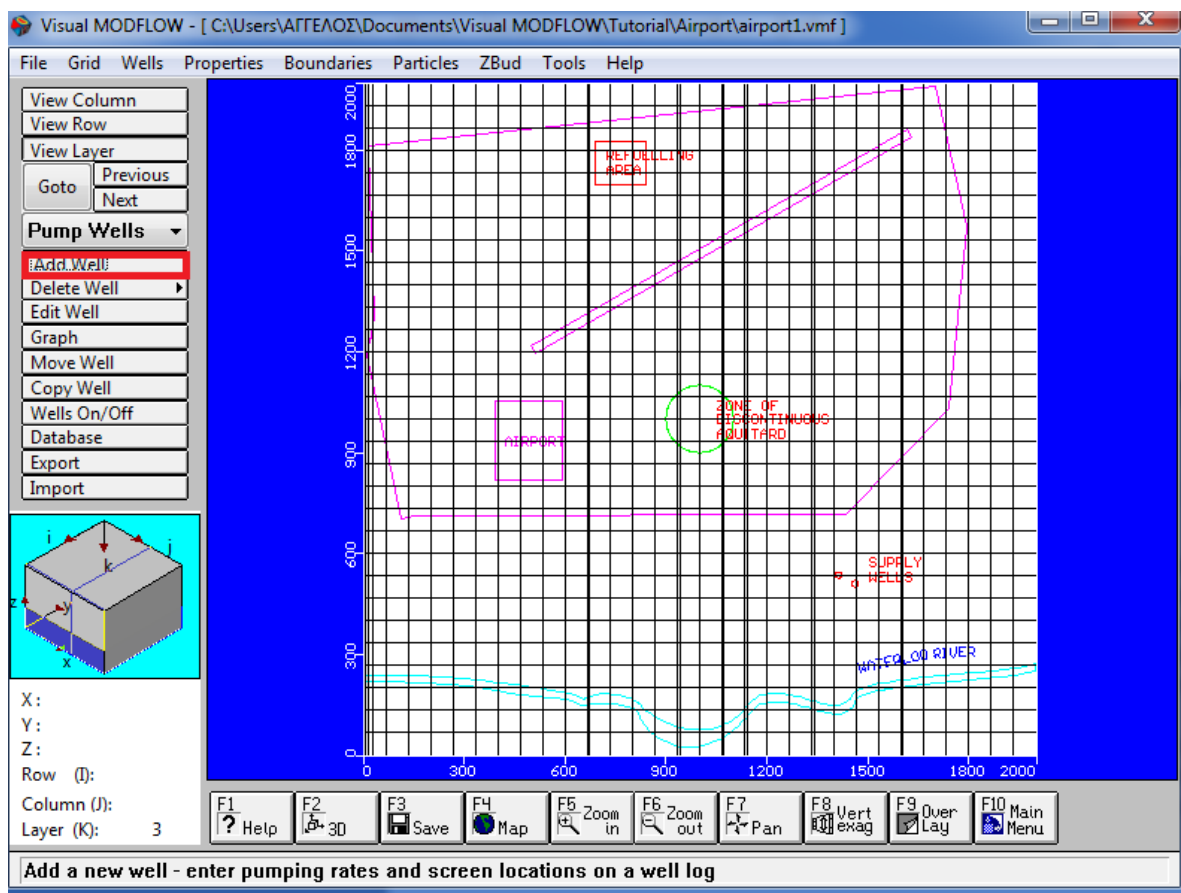 Visual MODFLOW - [ C:\Users\ΑΓΓΕΛΟΣ\Documents\Visual MODFLOW\Tutorial\Airport\airport1.vmf ]
X
File Grid Wells Properties Boundaries Particles ZBud Tools Help
View Column
View Row
View Layer
Goto
Previous
Next
Pump Wells
Add Well
Delete Well
Edit Well
Graph
Move Well
Copy Well
Wells On/Off
Database
Export
Import
i
j
k
z
y
x
X :
Y :
Z :
Row (I):
Column (J):
Layer (K): 3
2000
1800
1500
1200
900
600
300
0
REFUELLING
AREA
ZONE OF
DISCONTINUOUS
AQUITARD
AIRPORT
SUPPLY
WELLS
WATERLOO RIVER
0 300 600 900 1200 1500 1800 2000
F1 ? Help
F2 3D
F3 Save
F4 Map
F5 Zoom in
F6 Zoom out
F7 Pan
F8 Vert exag
F9 Over Lay
F10 Main Menu
Add a new well - enter pumping rates and screen locations on a well log